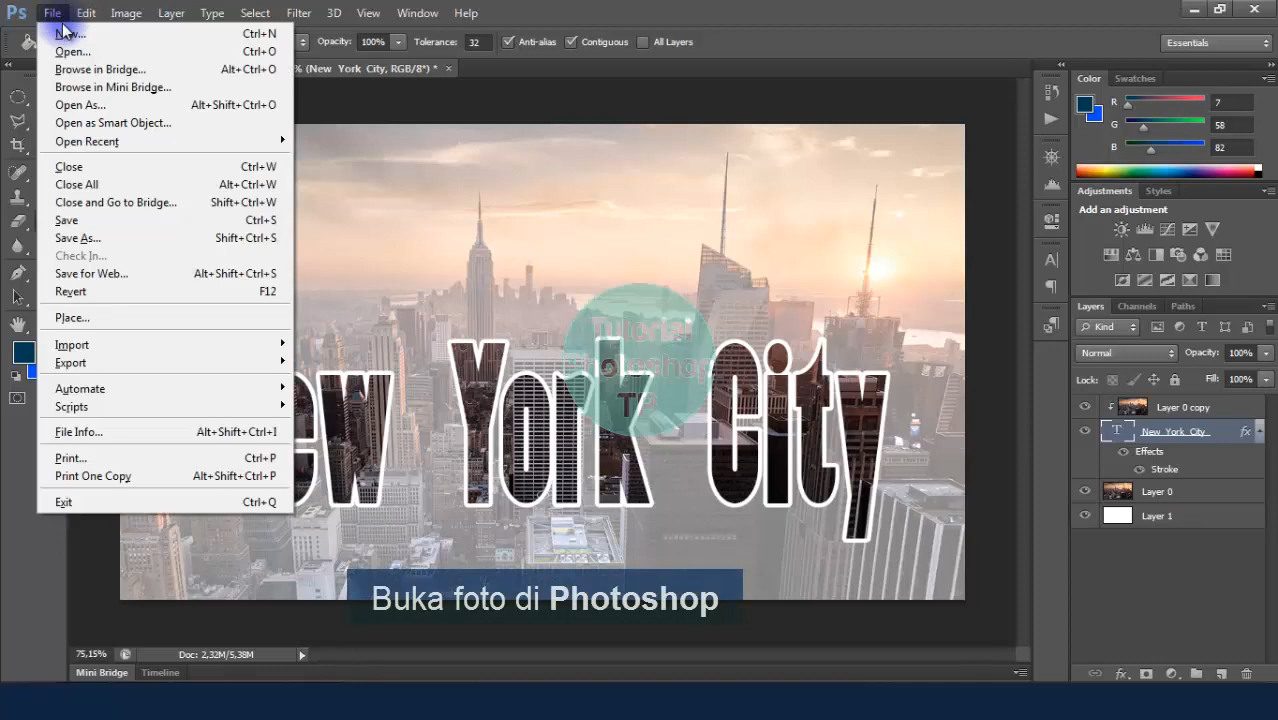 Ps File Edit Image Layer Type Select Filter 3D View Window Help
Opacity: 100% Tolerance: 32 Anti-alias Contiguous All Layers Essentials
% (New York City, RGB/8*) * ×
New... Ctrl+N
Open... Ctrl+O
Browse in Bridge... Alt+Ctrl+O
Browse in Mini Bridge...
Open As... Alt+Shift+Ctrl+O
Open as Smart Object...
Open Recent
Close Ctrl+W
Close All Alt+Ctrl+W
Close and Go to Bridge... Shift+Ctrl+W
Save Ctrl+S
Save As... Shift+Ctrl+S
Check In...
Save for Web... Alt+Shift+Ctrl+S
Revert F12
Place...
Import
Export
Automate
Scripts
File Info... Alt+Shift+Ctrl+I
Print... Ctrl+P
Print One Copy Alt+Shift+Ctrl+P
Exit Ctrl+Q
Tutorial
Photoshop
TP
ew York City
Buka foto di Photoshop
75,15% Doc: 2,32M/5,38M
Mini Bridge Timeline
Color Swatches
R 7
G 58
B 82
Adjustments Styles
Add an adjustment
Layers Channels Paths
Kind
Normal Opacity: 100%
Lock: Fill: 100%
Layer 0 copy
T New York City fx
Effects
Stroke
Layer 0
Layer 1